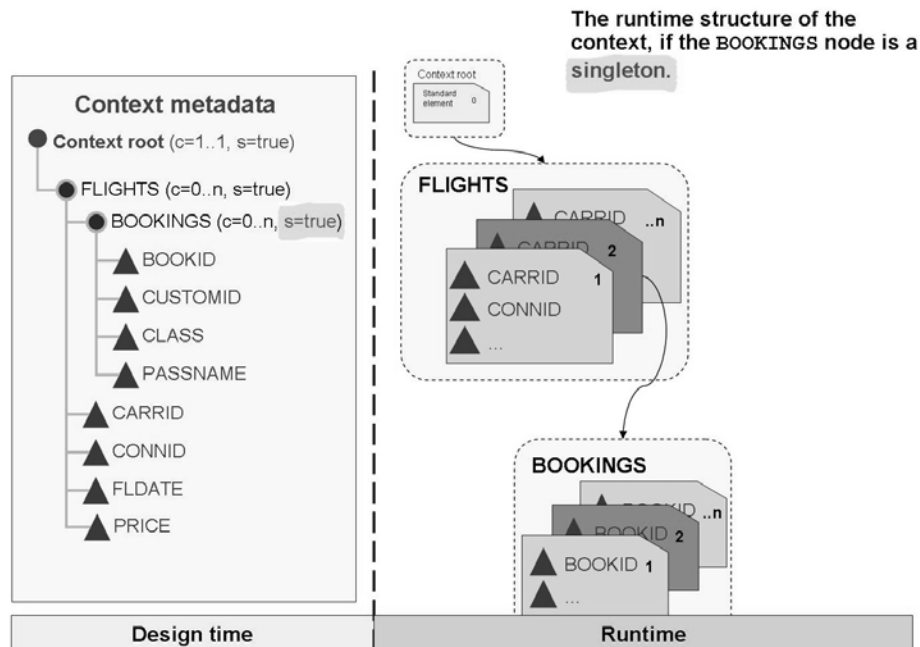 The runtime structure of the
context, if the BOOKINGS node is a
singleton.
Context metadata
Context root (c=1..1, s=true)
FLIGHTS (c=0..n, s=true)
BOOKINGS (c=0..n, s=true)
BOOKID
CUSTOMID
CLASS
PASSNAME
CARRID
CONNID
FLDATE
PRICE
Context root
Standard
element 0
FLIGHTS
CARRID ..n
CARRID 2
CARRID 1
CONNID
...
BOOKINGS
BOOKID ..n
BOOKID 2
BOOKID 1
...
Design time
Runtime